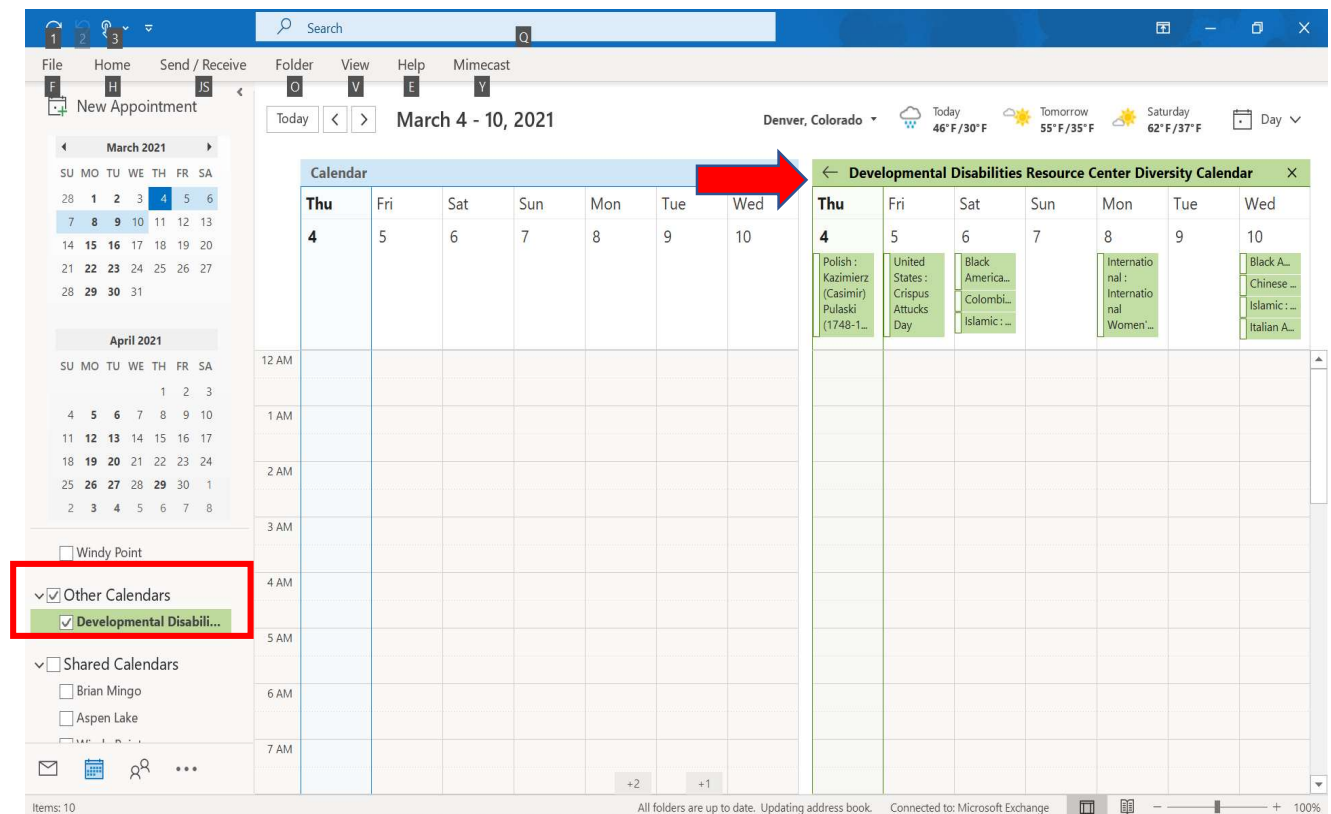 1 2 3
Search
Q
File Home Send / Receive Folder View Help Mimecast
F H JS O V E Y
New Appointment
March 2021
SU MO TU WE TH FR SA
28 1 2 3 4 5 6
7 8 9 10 11 12 13
14 15 16 17 18 19 20
21 22 23 24 25 26 27
28 29 30 31
April 2021
SU MO TU WE TH FR SA
1 2 3
4 5 6 7 8 9 10
11 12 13 14 15 16 17
18 19 20 21 22 23 24
25 26 27 28 29 30 1
2 3 4 5 6 7 8
Windy Point
Other Calendars
Developmental Disabili...
Shared Calendars
Brian Mingo
Aspen Lake
Today < > March 4 - 10, 2021
Denver, Colorado
Today
46°F/30°F
Tomorrow
55°F/35°F
Saturday
62°F/37°F
Day
Calendar
Thu Fri Sat Sun Mon Tue Wed
4 5 6 7 8 9 10
Developmental Disabilities Resource Center Diversity Calendar
Thu Fri Sat Sun Mon Tue Wed
4 5 6 7 8 9 10
Polish :
Kazimierz
(Casimir)
Pulaski
(1748-1...
United
States :
Crispus
Attucks
Day
Black
America...
Colombi...
Islamic : ...
Internatio
nal :
Internatio
nal
Women'...
Black A...
Chinese ...
Islamic : ...
Italian A...
12 AM
1 AM
2 AM
3 AM
4 AM
5 AM
6 AM
7 AM
+2 +1
Items: 10
All folders are up to date. Updating address book. Connected to: Microsoft Exchange
100%